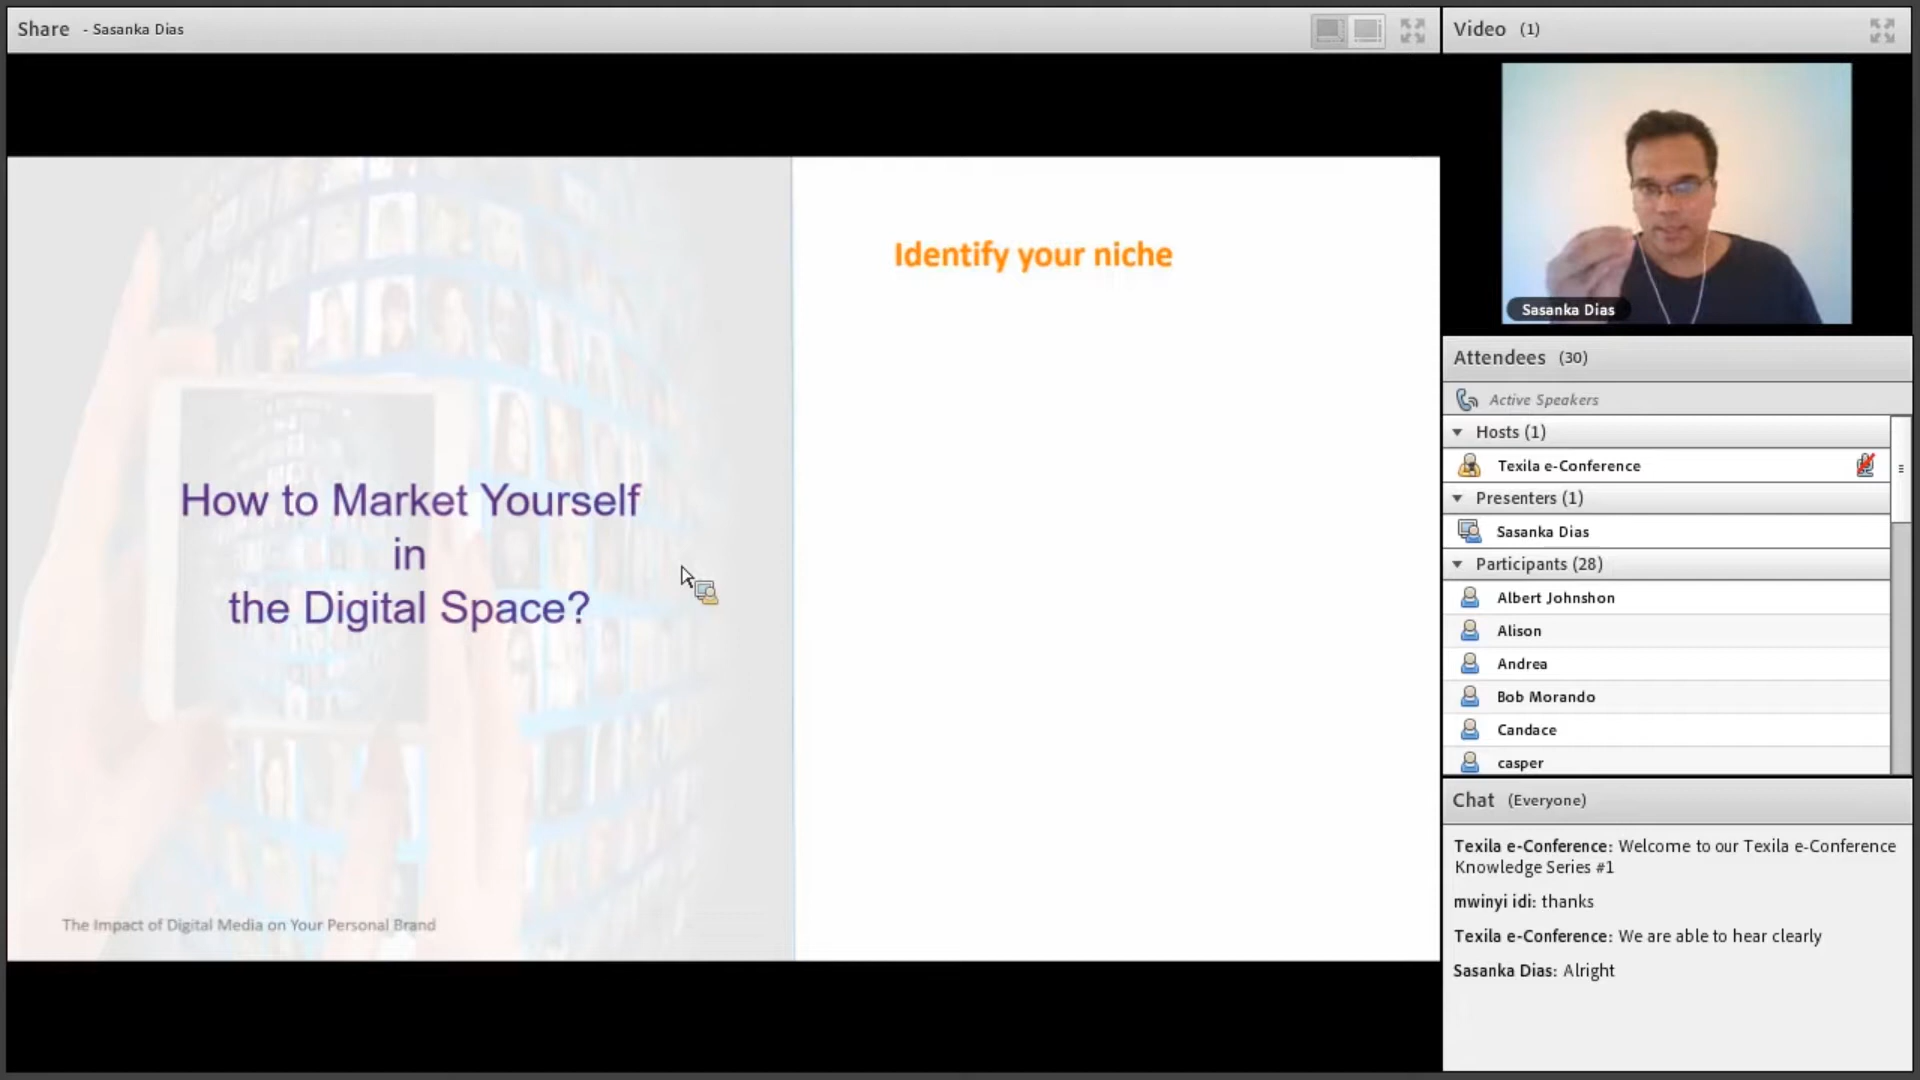 Share - Sasanka Dias
Video (1)
Identify your niche
How to Market Yourself
in
the Digital Space?
The Impact of Digital Media on Your Personal Brand
Sasanka Dias
Attendees (30)
Active Speakers
Hosts (1)
Texila e-Conference
Presenters (1)
Sasanka Dias
Participants (28)
Albert Johnshon
Alison
Andrea
Bob Morando
Candace
casper
Chat (Everyone)
Texila e-Conference: Welcome to our Texila e-Conference
Knowledge Series #1
mwinyi idi: thanks
Texila e-Conference: We are able to hear clearly
Sasanka Dias: Alright